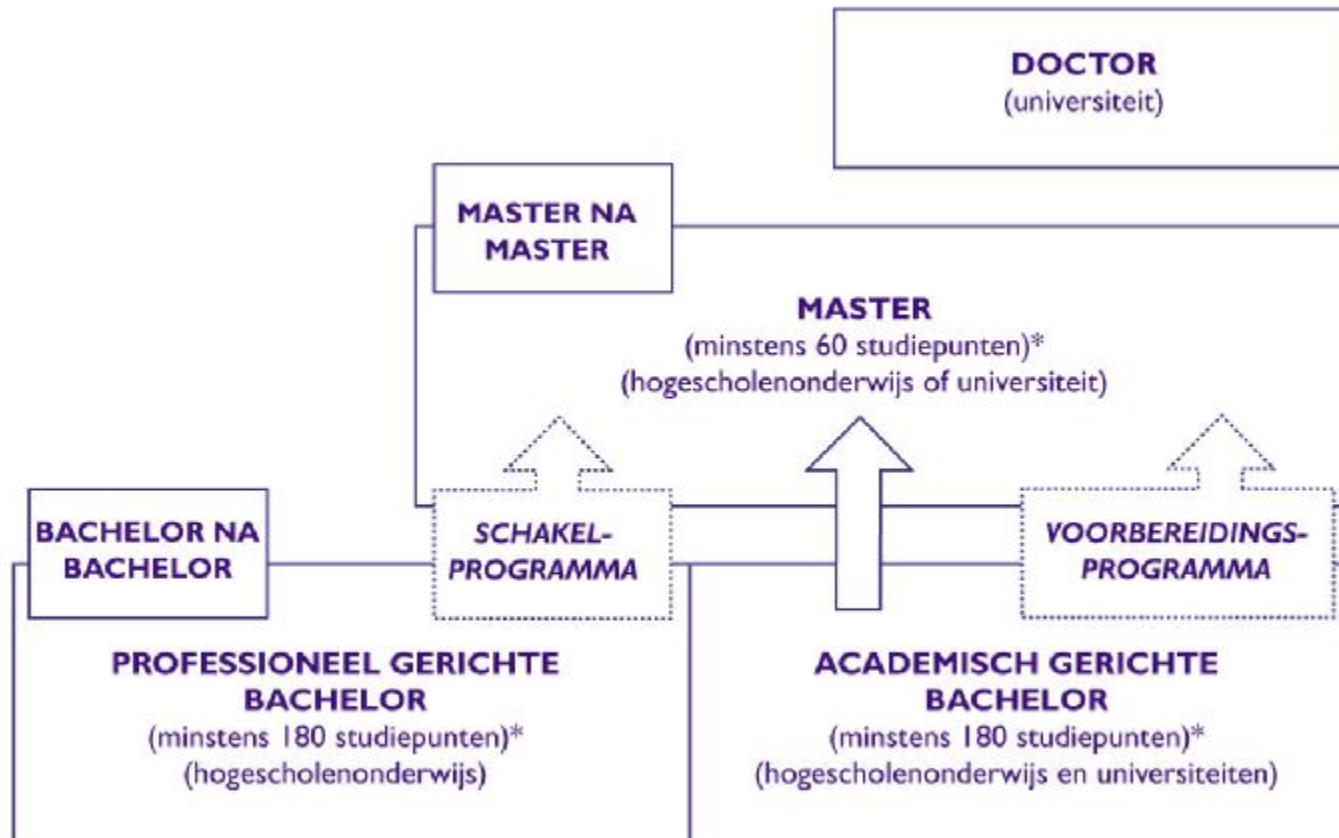 DOCTOR
(universiteit)
MASTER NA
MASTER
MASTER
(minstens 60 studiepunten)*
(hogescholenonderwijs of universiteit)
BACHELOR NA
BACHELOR
SCHAKEL-
PROGRAMMA
VOORBEREIDINGS-
PROGRAMMA
PROFESSIONEEL GERICHTE
BACHELOR
(minstens 180 studiepunten)*
(hogescholenonderwijs)
ACADEMISCH GERICHTE
BACHELOR
(minstens 180 studiepunten)*
(hogescholenonderwijs en universiteiten)